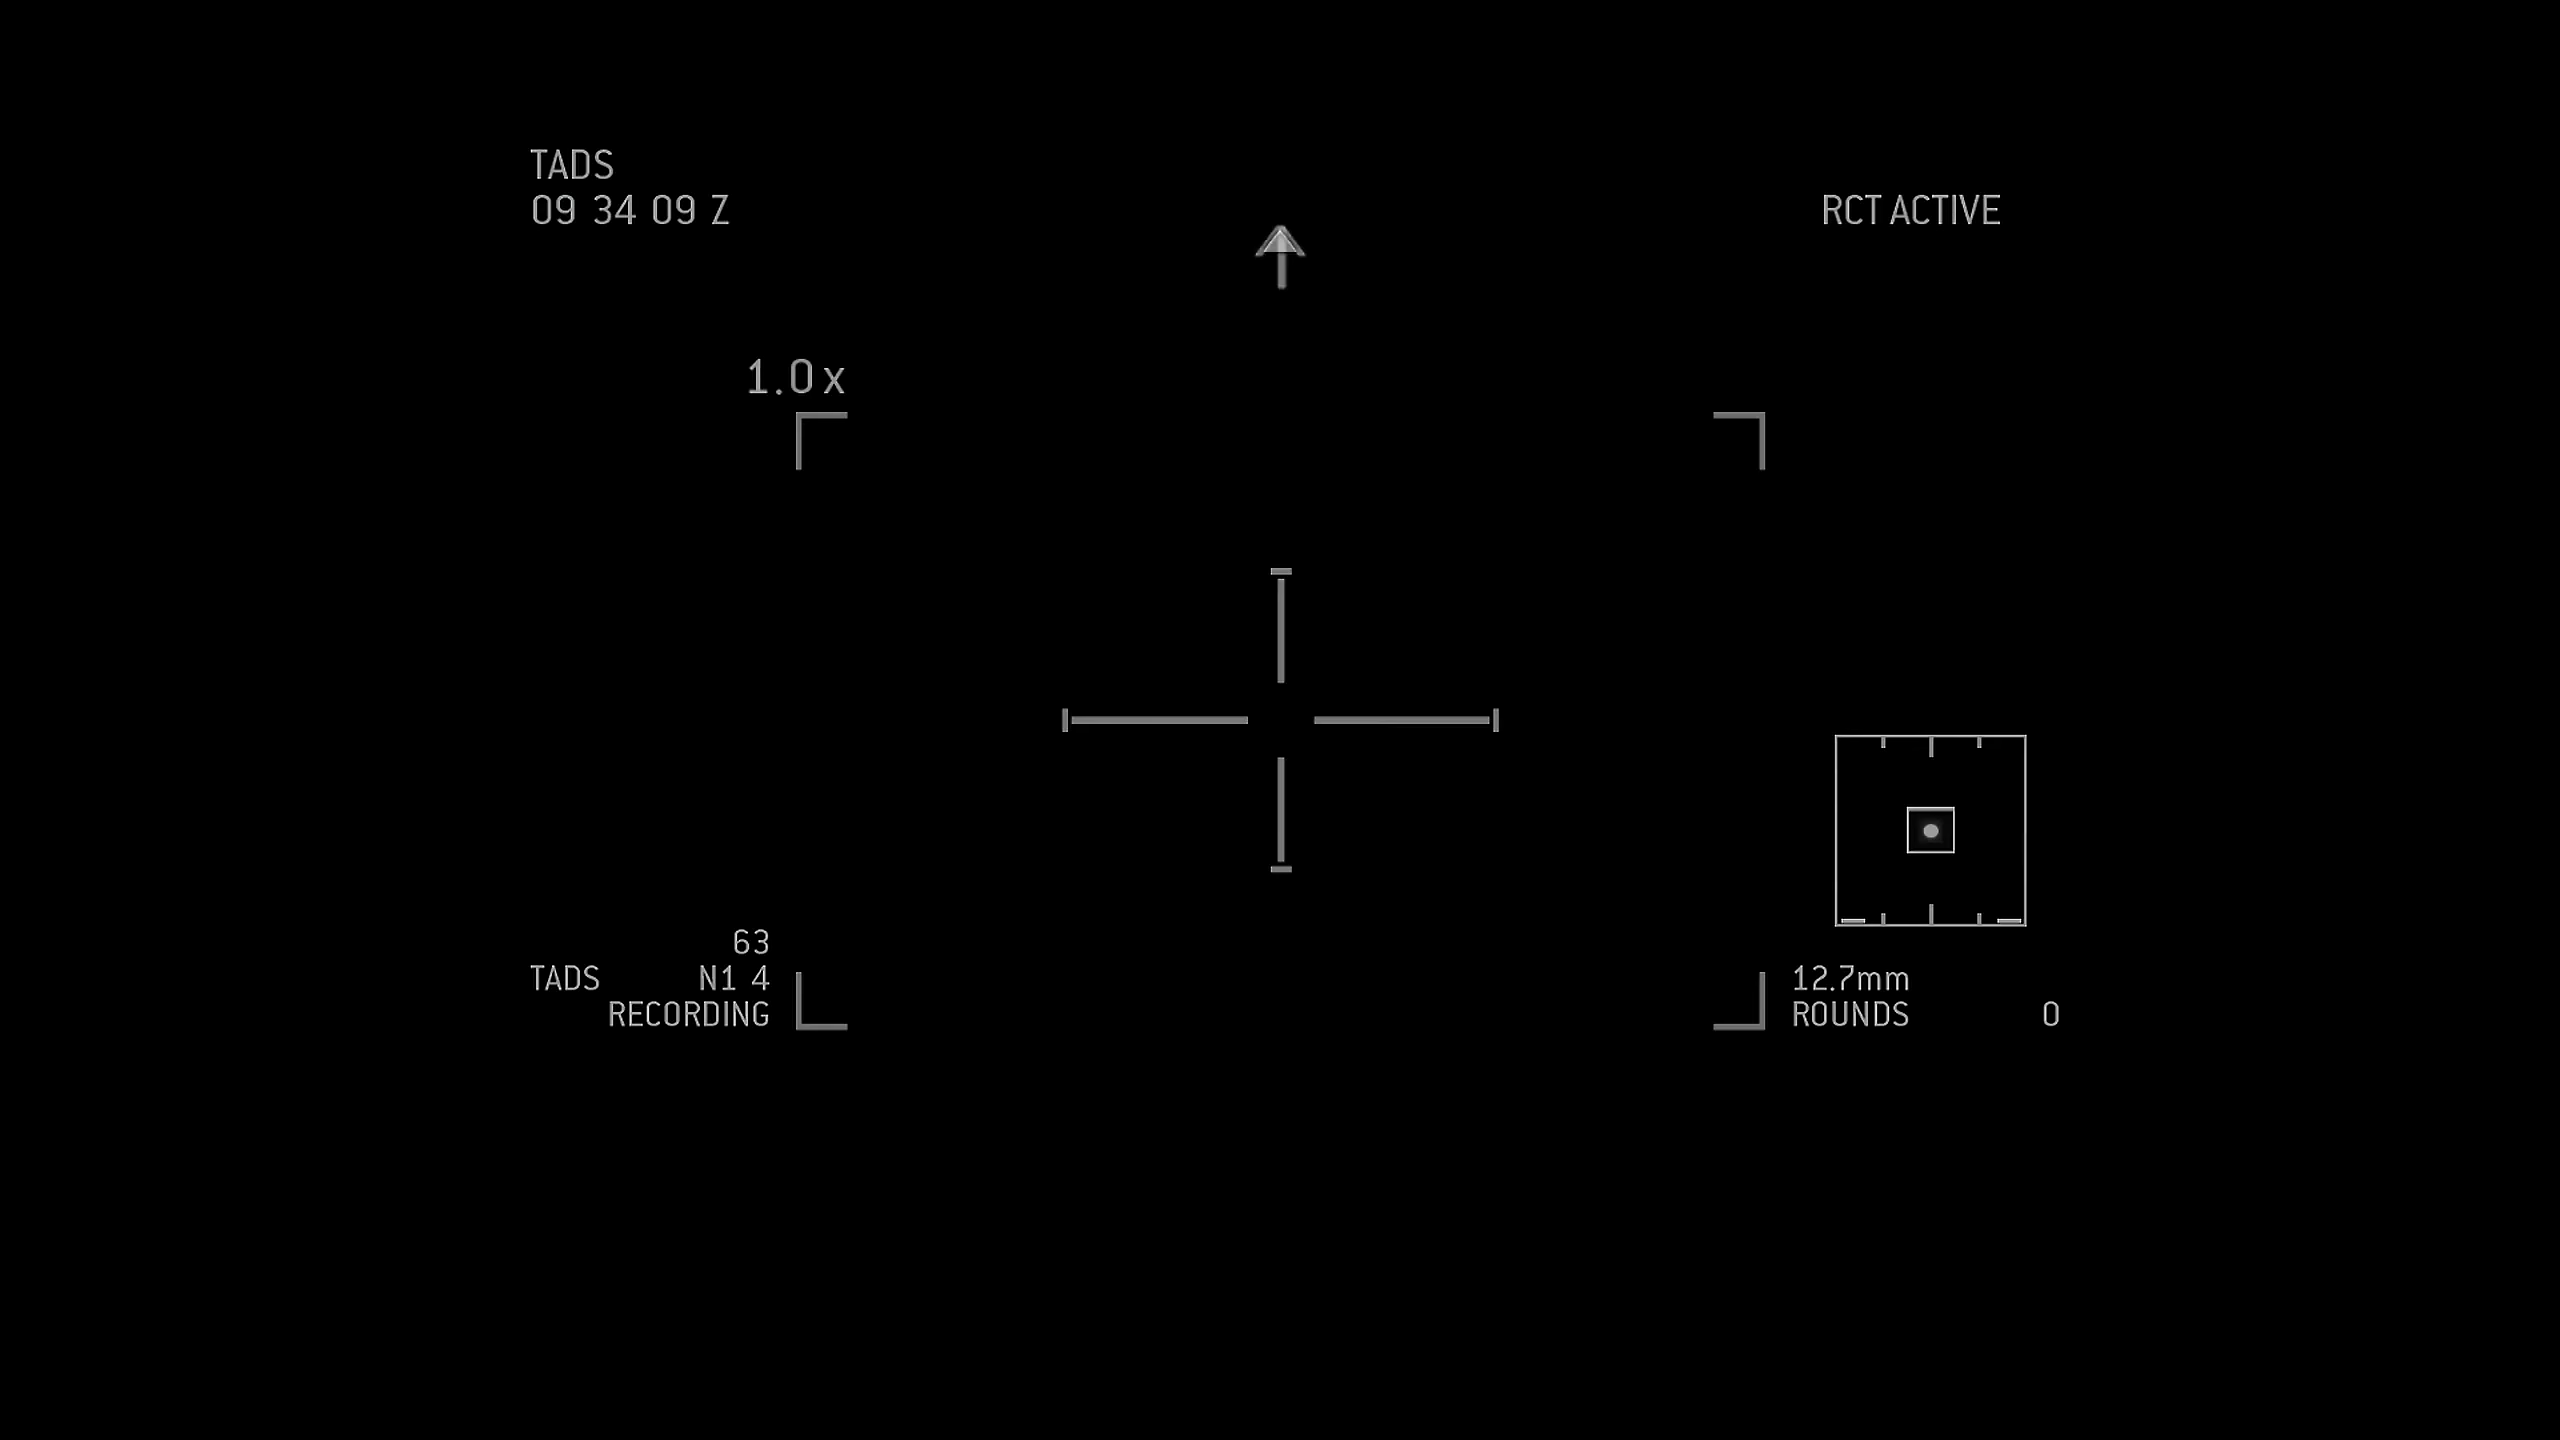 TADS
09 34 09 Z
RCT ACTIVE
1.0x
63
TADS N1 4
RECORDING
12.7mm
ROUNDS 0